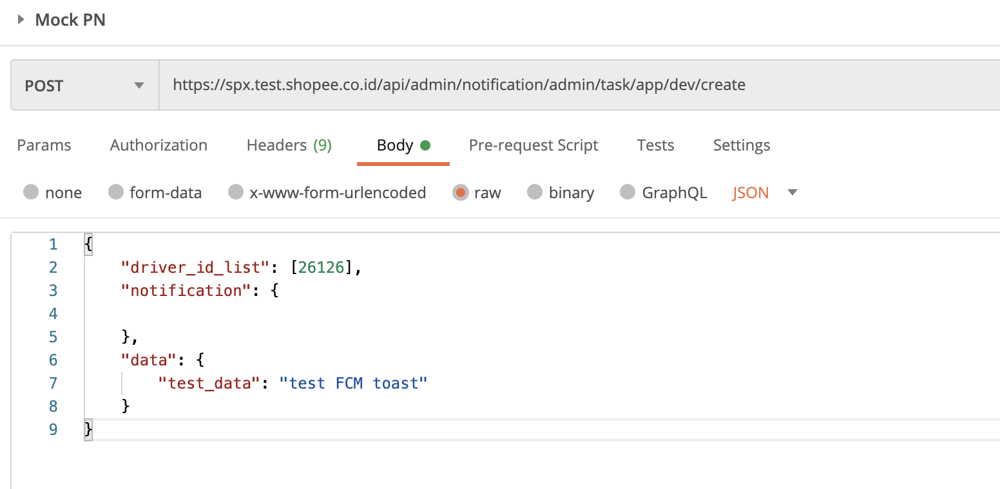 Mock PN
POST https://spx.test.shopee.co.id/api/admin/notification/admin/task/app/dev/create
Params Authorization Headers (9) Body Pre-request Script Tests Settings
none form-data x-www-form-urlencoded raw binary GraphQL JSON
1 {
2 "driver_id_list": [26126],
3 "notification": {
4
5 },
6 "data": {
7 "test_data": "test FCM toast"
8 }
9 }